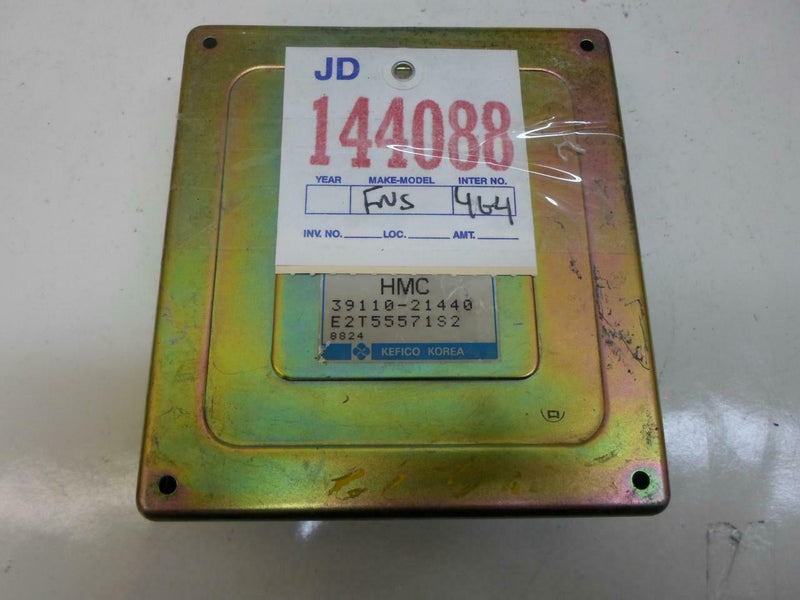 JD
144088
YEAR MAKE-MODEL INTER NO.
464
INV. NO. LOC. AMT.
HMC
39110-21440
E2T55571S2
8824
KEFICO KOREA